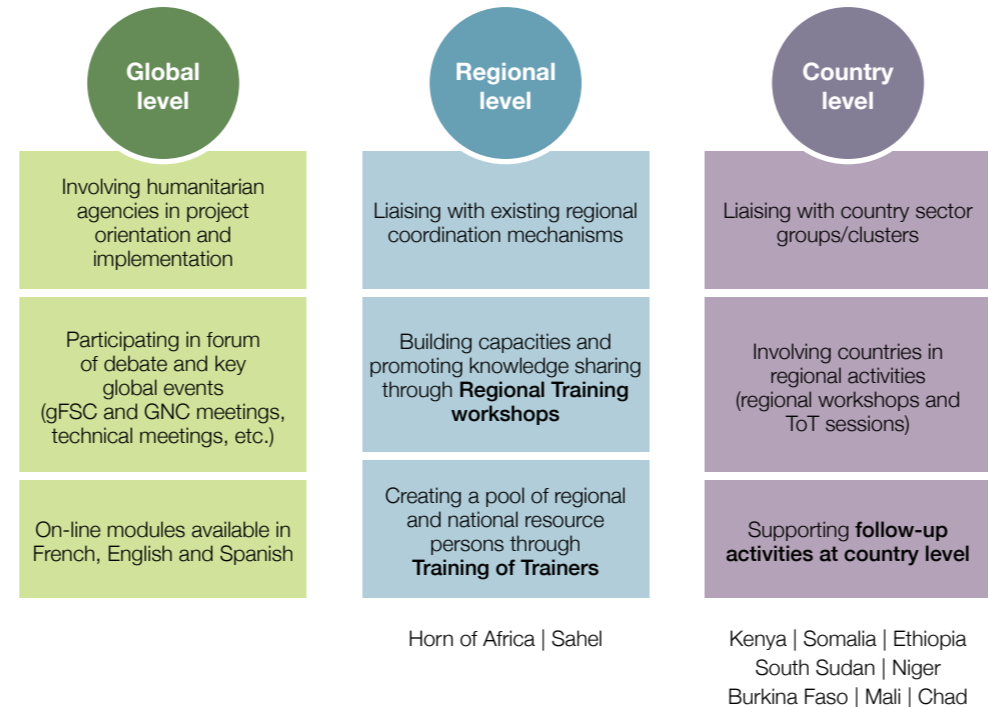 Global
level
Involving humanitarian
agencies in project
orientation and
implementation
Participating in forum
of debate and key
global events
(gFSC and GNC meetings,
technical meetings, etc.)
On-line modules available in
French, English and Spanish
Regional
level
Liaising with existing regional
coordination mechanisms
Building capacities and
promoting knowledge sharing
through Regional Training
workshops
Creating a pool of regional
and national resource
persons through
Training of Trainers
Horn of Africa | Sahel
Country
level
Liaising with country sector
groups/clusters
Involving countries in
regional activities
(regional workshops and
ToT sessions)
Supporting follow-up
activities at country level
Kenya | Somalia | Ethiopia
South Sudan | Niger
Burkina Faso | Mali | Chad